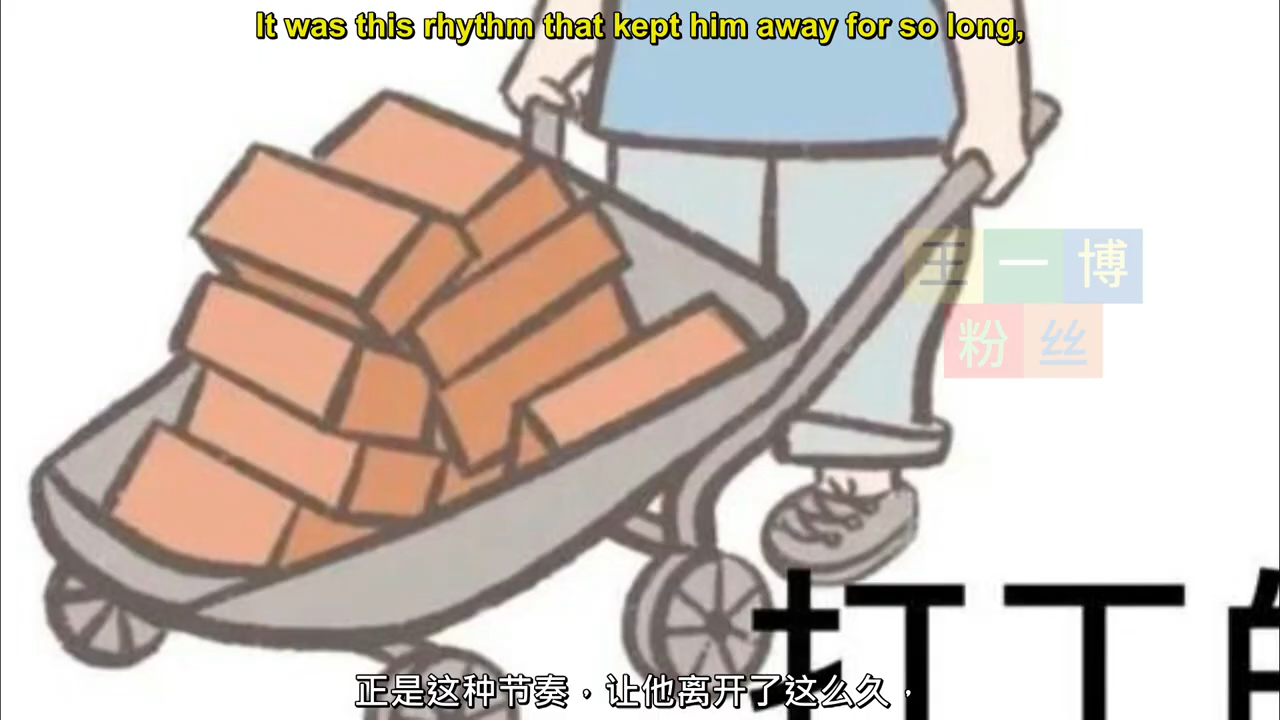 It was this rhythm that kept him away for so long,
王一博
粉丝
打工的
正是这种节奏，让他离开了这么久，